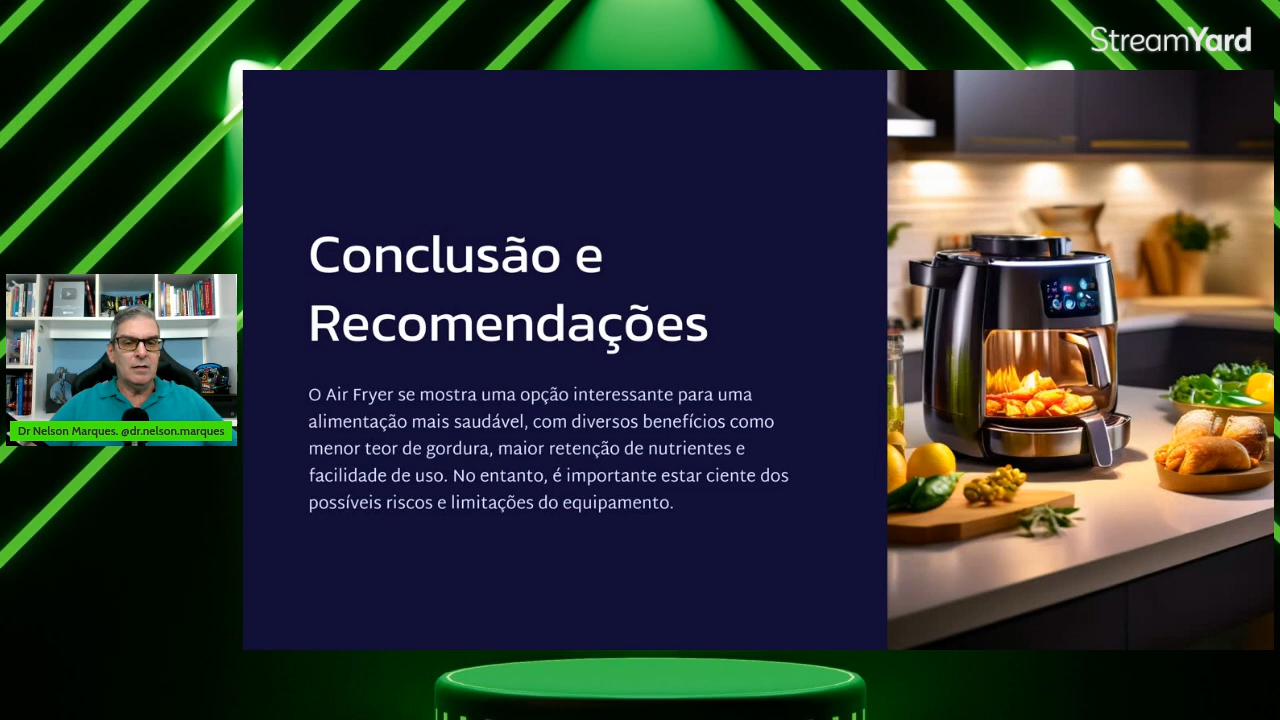 StreamYard
Conclusão e
Recomendações
O Air Fryer se mostra uma opção interessante para uma
alimentação mais saudável, com diversos benefícios como
menor teor de gordura, maior retenção de nutrientes e
facilidade de uso. No entanto, é importante estar ciente dos
possíveis riscos e limitações do equipamento.
Dr Nelson Marques. @dr.nelson.marques